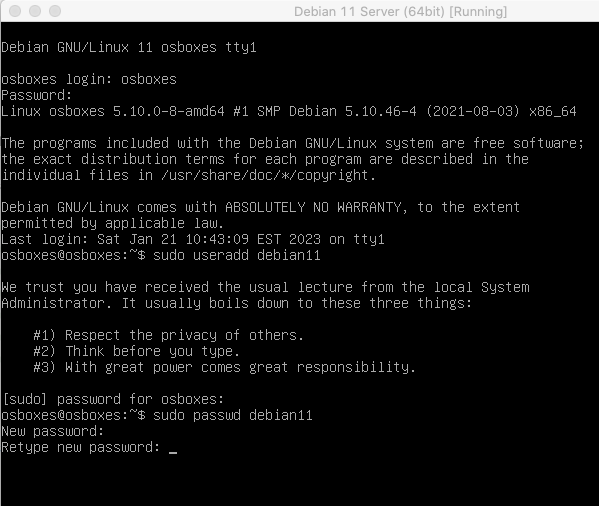 Debian 11 Server (64bit) [Running]
Debian GNU/Linux 11 osboxes tty1
osboxes login: osboxes
Password:
Linux osboxes 5.10.0-8-amd64 #1 SMP Debian 5.10.46-4 (2021-08-03) x86_64
The programs included with the Debian GNU/Linux system are free software;
the exact distribution terms for each program are described in the
individual files in /usr/share/doc/*/copyright.
Debian GNU/Linux comes with ABSOLUTELY NO WARRANTY, to the extent
permitted by applicable law.
Last login: Sat Jan 21 10:43:09 EST 2023 on tty1
osboxes@osboxes:~$ sudo useradd debian11
We trust you have received the usual lecture from the local System
Administrator. It usually boils down to these three things:
#1) Respect the privacy of others.
#2) Think before you type.
#3) With great power comes great responsibility.
[sudo] password for osboxes:
osboxes@osboxes:~$ sudo passwd debian11
New password:
Retype new password: _